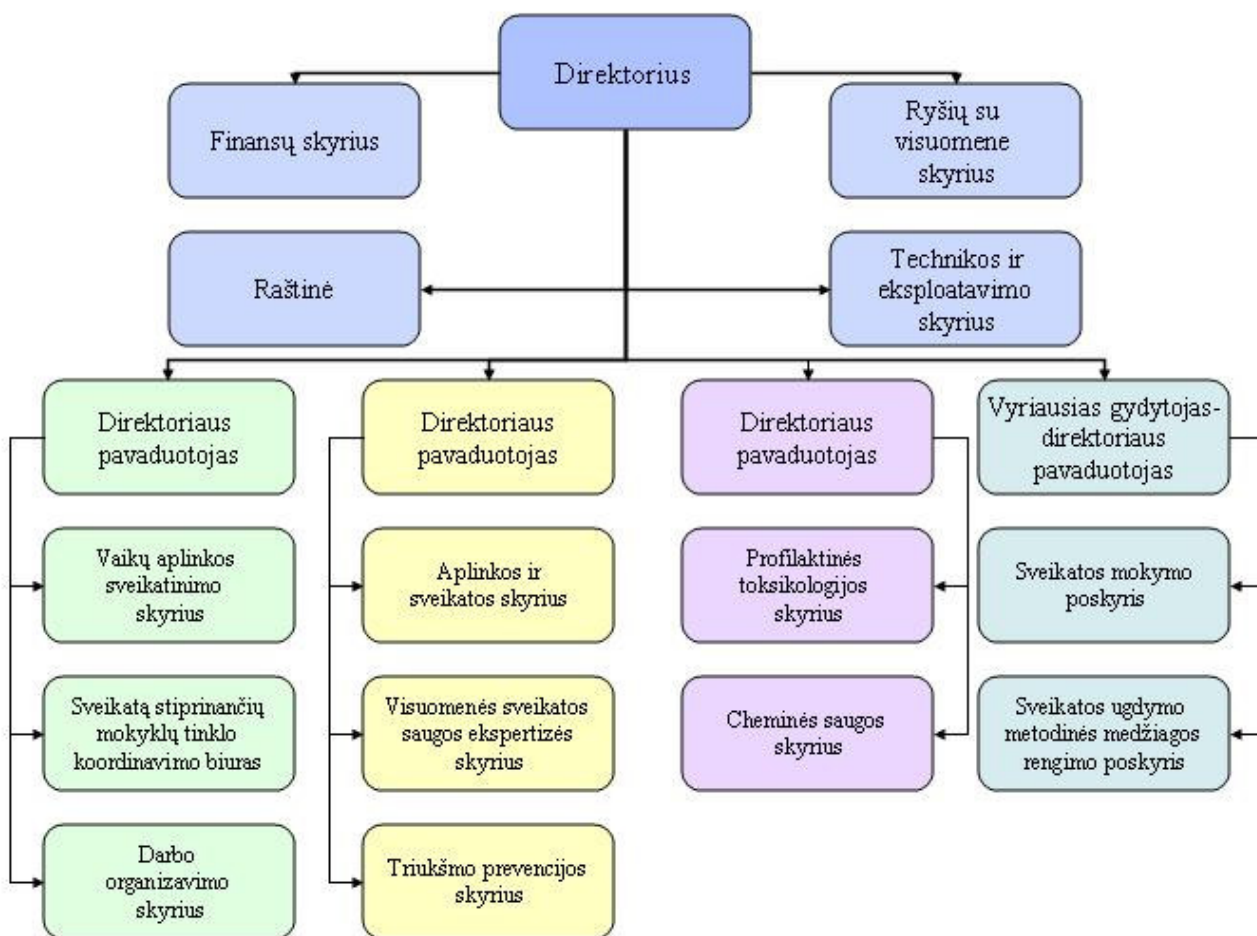 Direktorius
Finansų skyrius
Ryšių su
visuomene
skyrius
Raštinė
Technikos ir
eksploatavimo
skyrius
Direktoriaus
pavaduotojas
Direktoriaus
pavaduotojas
Direktoriaus
pavaduotojas
Vyriausias gydytojas-
direktoriaus
pavaduotojas
Vaikų aplinkos
sveikatinimo
skyrius
Aplinkos ir
sveikatos skyrius
Profilaktinės
toksikologijos
skyrius
Sveikatos mokymo
poskyris
Sveikatą stiprinančių
mokyklų tinklo
koordinavimo biuras
Visuomenės sveikatos
saugos ekspertizės
skyrius
Cheminės saugos
skyrius
Sveikatos ugdymo
metodinės medžiagos
rengimo poskyris
Darbo
organizavimo
skyrius
Triukšmo prevencijos
skyrius